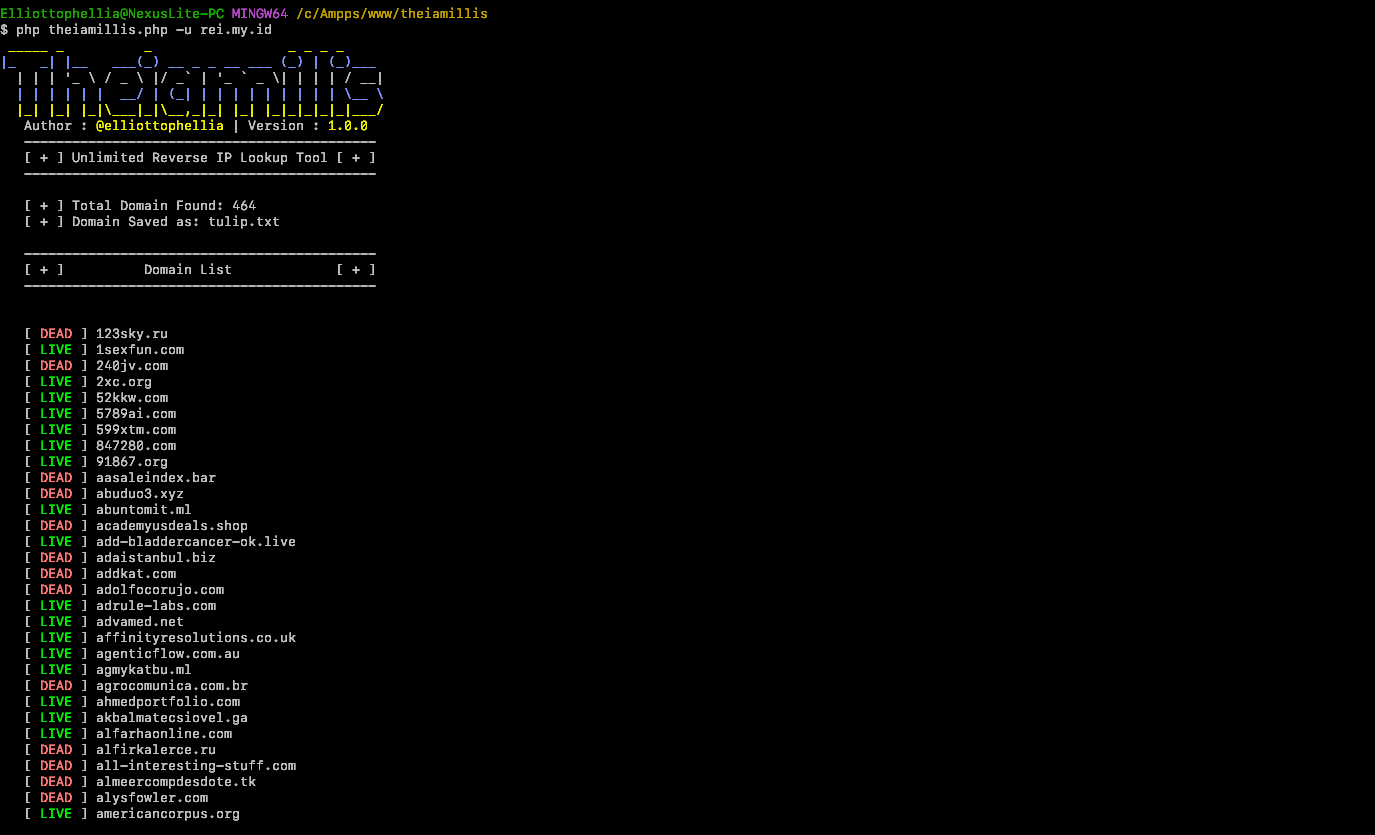 Elliottophellia@NexusLite-PC MINGW64 /c/Ampps/www/theiamillis
$ php theiamillis.php -u rei.my.id
Theiamillis
Author : @elliottophellia | Version : 1.0.0
[ + ] Unlimited Reverse IP Lookup Tool [ + ]
[ + ] Total Domain Found: 464
[ + ] Domain Saved as: tulip.txt
[ + ] Domain List [ + ]
[ DEAD ] 123sky.ru
[ LIVE ] 1sexfun.com
[ DEAD ] 240jv.com
[ LIVE ] 2xc.org
[ LIVE ] 52kkw.com
[ LIVE ] 5789ai.com
[ LIVE ] 599xtm.com
[ LIVE ] 847280.com
[ LIVE ] 91867.org
[ DEAD ] aasaleindex.bar
[ DEAD ] abuduo3.xyz
[ LIVE ] abuntomit.ml
[ DEAD ] academyusdeals.shop
[ LIVE ] add-bladdercancer-ok.live
[ DEAD ] adaistanbul.biz
[ DEAD ] addkat.com
[ DEAD ] adolfocorujo.com
[ LIVE ] adrule-labs.com
[ LIVE ] advamed.net
[ LIVE ] affinityresolutions.co.uk
[ LIVE ] agenticflow.com.au
[ LIVE ] agmykatbu.ml
[ DEAD ] agrocomunica.com.br
[ LIVE ] ahmedportfolio.com
[ LIVE ] akbalmatecsiovel.ga
[ LIVE ] alfarhaonline.com
[ DEAD ] alfirkalerce.ru
[ DEAD ] all-interesting-stuff.com
[ DEAD ] almeercompdesdote.tk
[ DEAD ] alysfowler.com
[ LIVE ] americancorpus.org